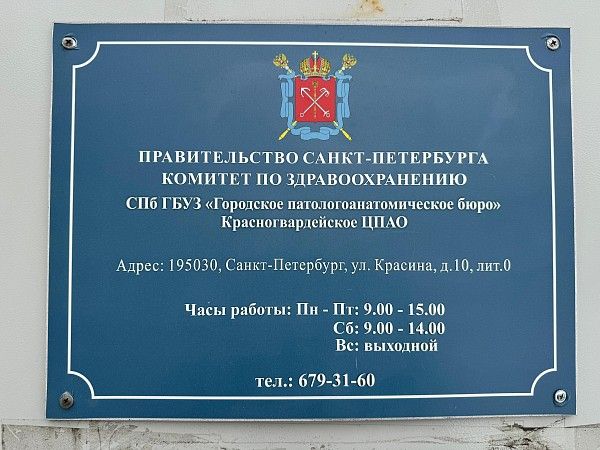 ПРАВИТЕЛЬСТВО САНКТ-ПЕТЕРБУРГА
КОМИТЕТ ПО ЗДРАВООХРАНЕНИЮ
СПб ГБУЗ «Городское патологоанатомическое бюро»
Красногвардейское ЦПАО
Адрес: 195030, Санкт-Петербург, ул. Красина, д.10, лит.0
Часы работы: Пн - Пт: 9.00 - 15.00
Сб: 9.00 - 14.00
Вс: выходной
тел.: 679-31-60